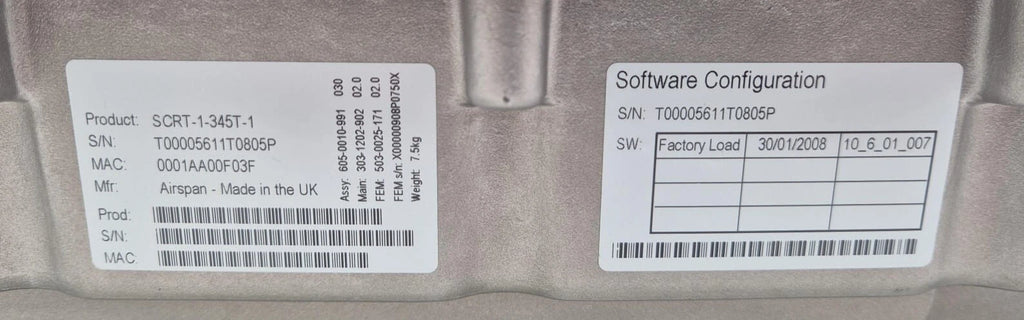 Product: SCRT-1-345T-1
S/N: T00005611T0805P
MAC: 0001AA00F03F
Mfr: Airspan - Made in the UK
Prod:
S/N:
MAC:
Assy: 605-0010-991 030
Main: 303-1202-902 02.0
FEM: 503-0025-171 02.0
FEM s/n: X00000908P0750X
Weight: 7.5kg
Software Configuration
S/N: T00005611T0805P
SW: Factory Load 30/01/2008 10_6_01_007